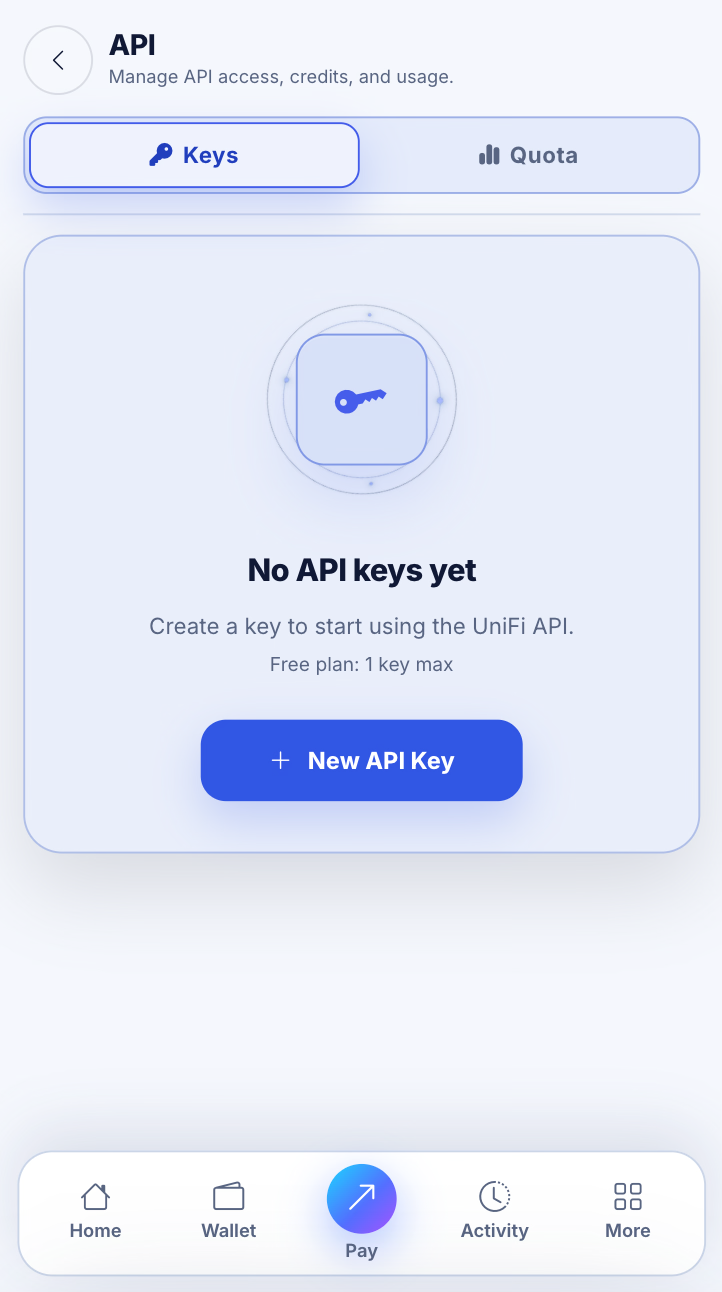 API
Manage API access, credits, and usage.
Keys
Quota
No API keys yet
Create a key to start using the UniFi API.
Free plan: 1 key max
New API Key
Home
Wallet
Pay
Activity
More